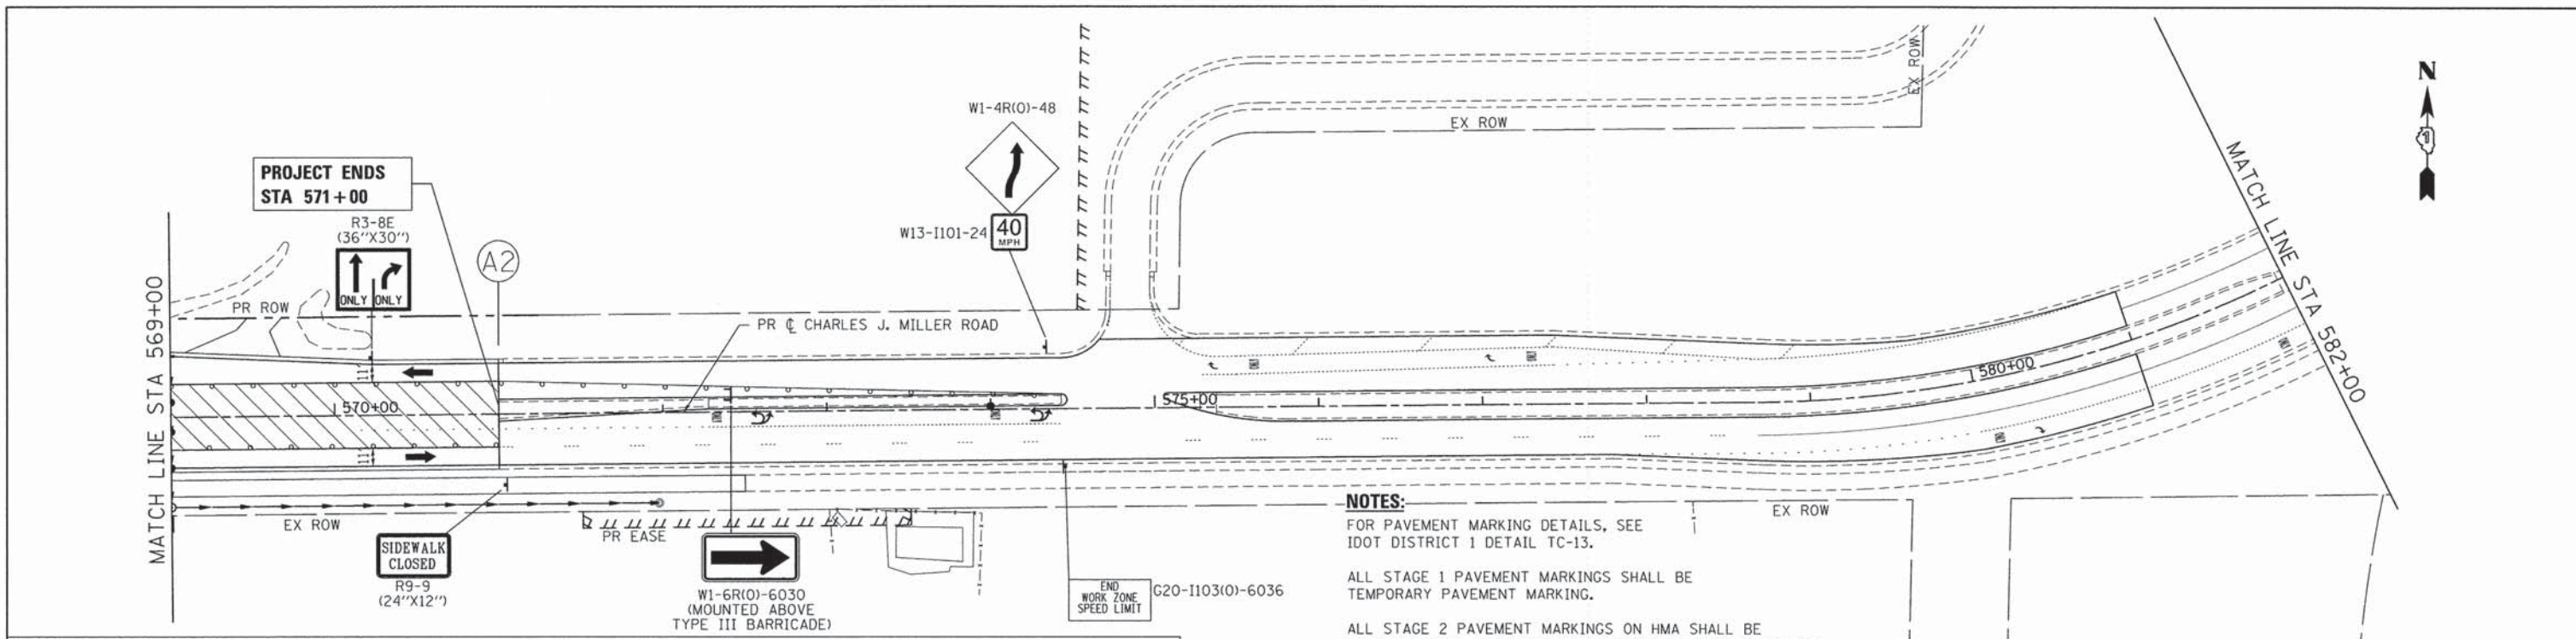 PROJECT ENDS
STA 571+00
R3-8E
(36''X30'')
ONLY ONLY
PR ROW
A2
W1-4R(O)-48
W13-I101-24
40
MPH
EX ROW
EX ROW
N
1
MATCH LINE STA 569+00
PR ℄ CHARLES J. MILLER ROAD
MATCH LINE STA 582+00
11'
570+00
575+00
580+00
11'
EX ROW
PR EASE
SIDEWALK
CLOSED
R9-9
(24''X12'')
W1-6R(O)-6030
(MOUNTED ABOVE
TYPE III BARRICADE)
END
WORK ZONE
SPEED LIMIT
G20-I103(O)-6036
EX ROW
NOTES:
FOR PAVEMENT MARKING DETAILS, SEE
IDOT DISTRICT 1 DETAIL TC-13.
ALL STAGE 1 PAVEMENT MARKINGS SHALL BE
TEMPORARY PAVEMENT MARKING.
ALL STAGE 2 PAVEMENT MARKINGS ON HMA SHALL BE